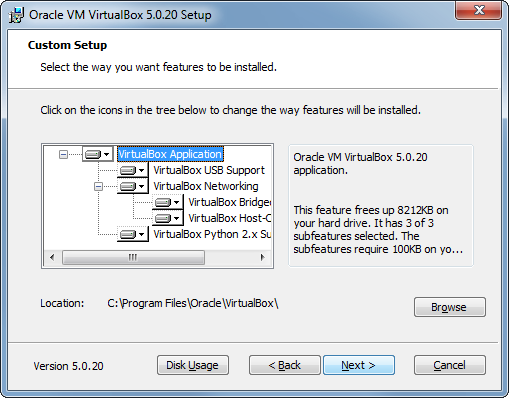 Oracle VM VirtualBox 5.0.20 Setup
Custom Setup
Select the way you want features to be installed.
Click on the icons in the tree below to change the way features will be installed.
VirtualBox Application
VirtualBox USB Support
VirtualBox Networking
VirtualBox Bridge
VirtualBox Host-
VirtualBox Python 2.x Su
Oracle VM VirtualBox 5.0.20
application.
This feature frees up 8212KB on
your hard drive. It has 3 of 3
subfeatures selected. The
subfeatures require 100KB on yo...
Location: C:\Program Files\Oracle\VirtualBox\
Browse
Version 5.0.20
Disk Usage
< Back
Next >
Cancel